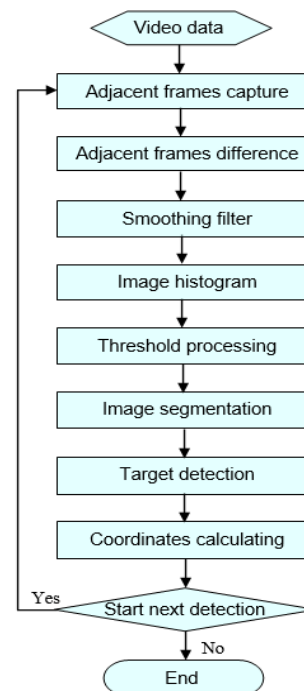 Video data
Adjacent frames capture
Adjacent frames difference
Smoothing filter
Image histogram
Threshold processing
Image segmentation
Target detection
Coordinates calculating
Yes
Start next detection
No
End